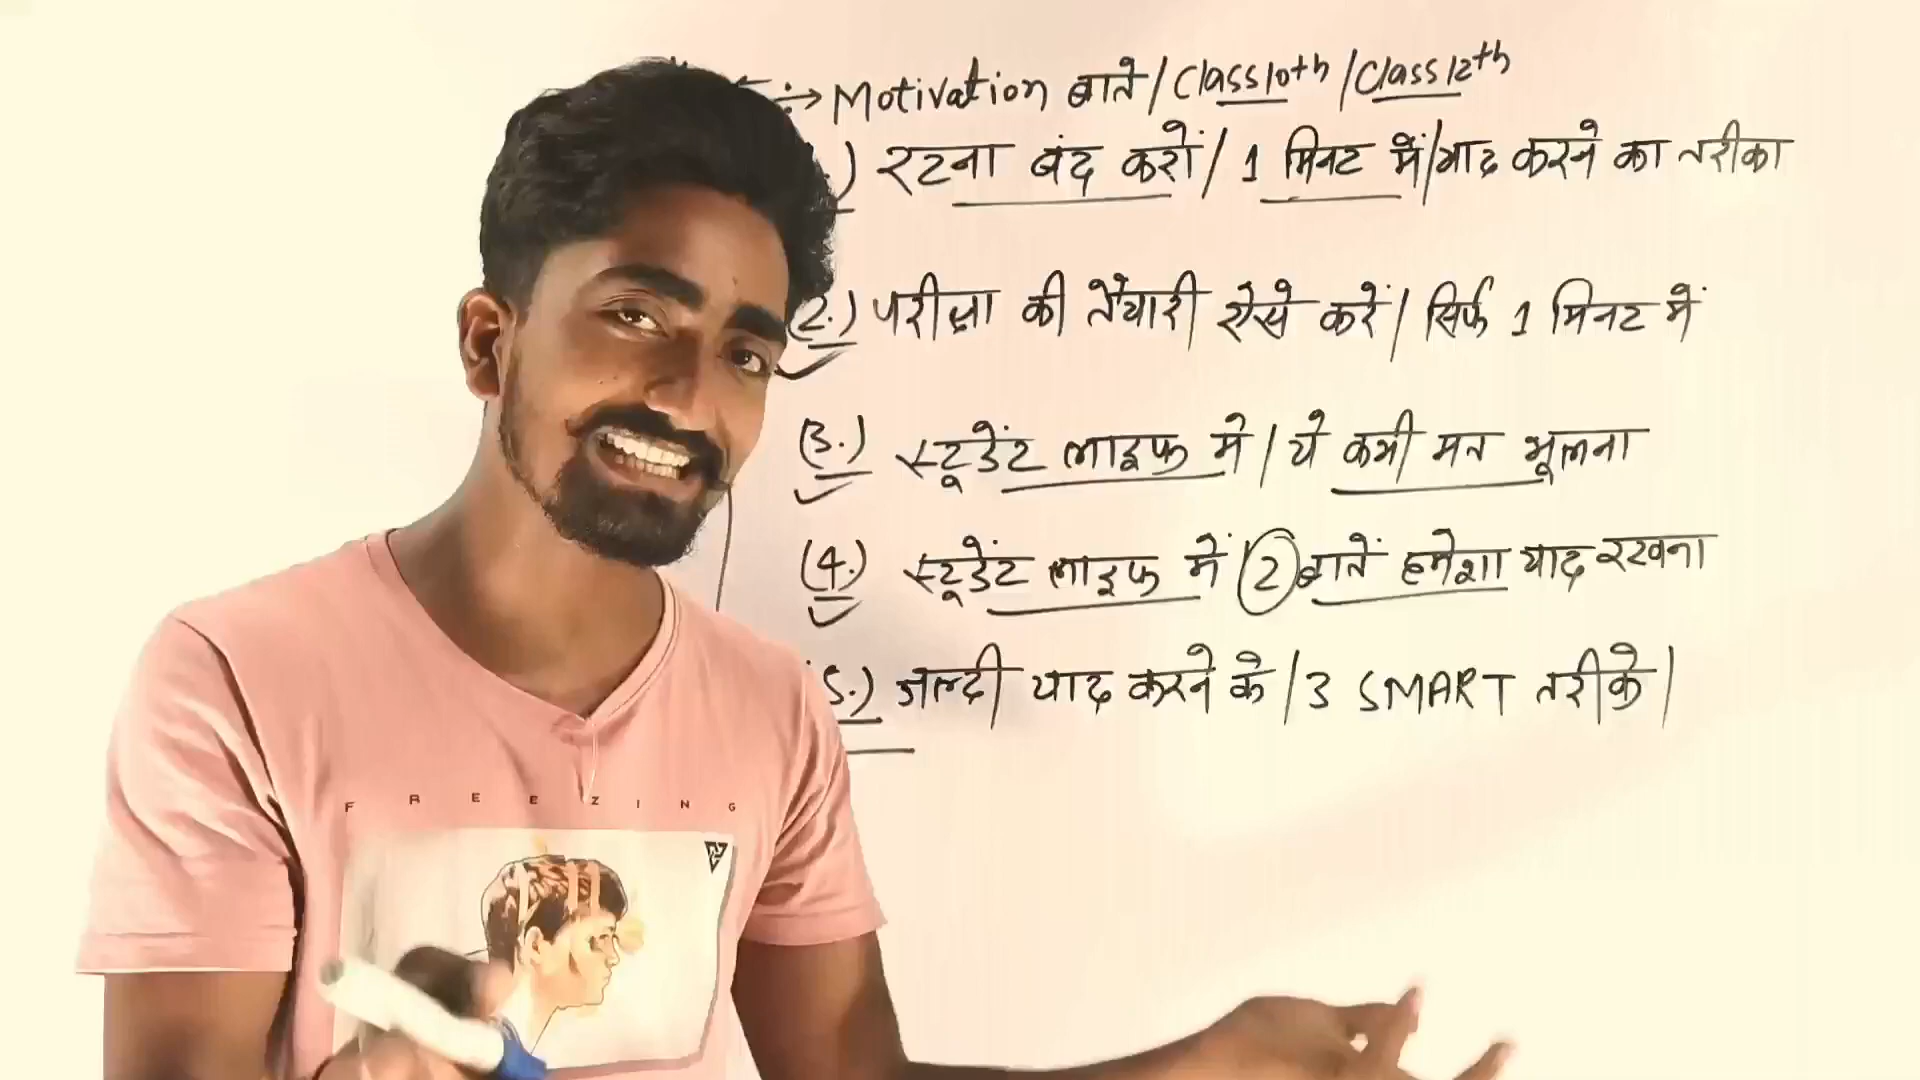 Motivation बाते / Class 10th / Class 12th
.) रटना बंद करों / 1 मिनट में / याद करने का तरीका
(2.) परीक्षा की तैयारी ऐसे करें / सिर्फ 1 मिनट में
(3.) स्टूडेंट लाइफ मे / ये कभी मत भूलना
(4.) स्टूडेंट लाइफ में (2) बातें हमेशा याद रखना
5.) जल्दी याद करने के / 3 SMART तरीके /
FREEZING